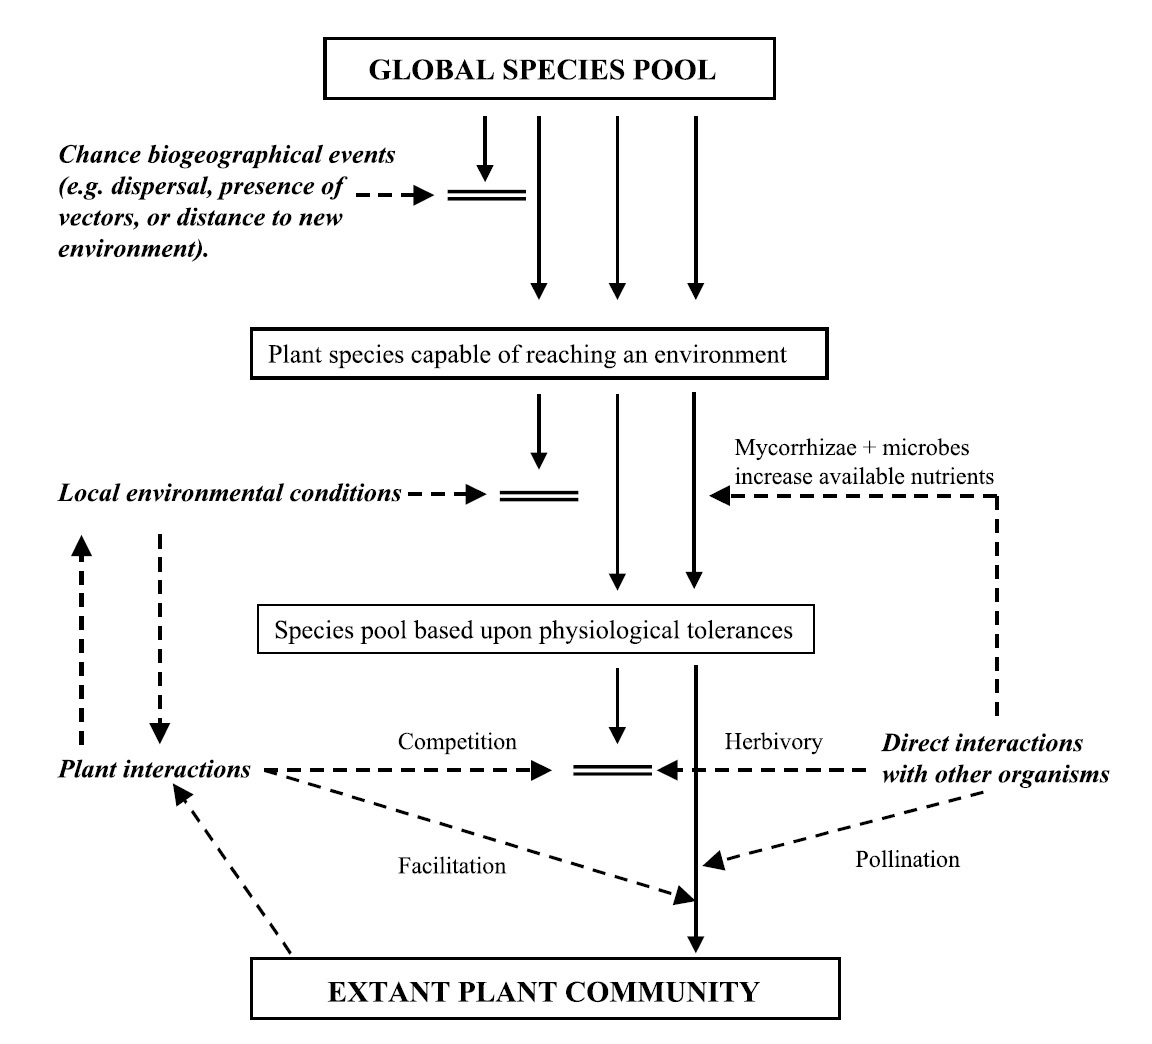 GLOBAL SPECIES POOL
Chance biogeographical events
(e.g. dispersal, presence of
vectors, or distance to new
environment).
Plant species capable of reaching an environment
Mycorrhizae + microbes
increase available nutrients
Local environmental conditions
Species pool based upon physiological tolerances
Competition
Herbivory
Direct interactions
with other organisms
Plant interactions
Facilitation
Pollination
EXTANT PLANT COMMUNITY